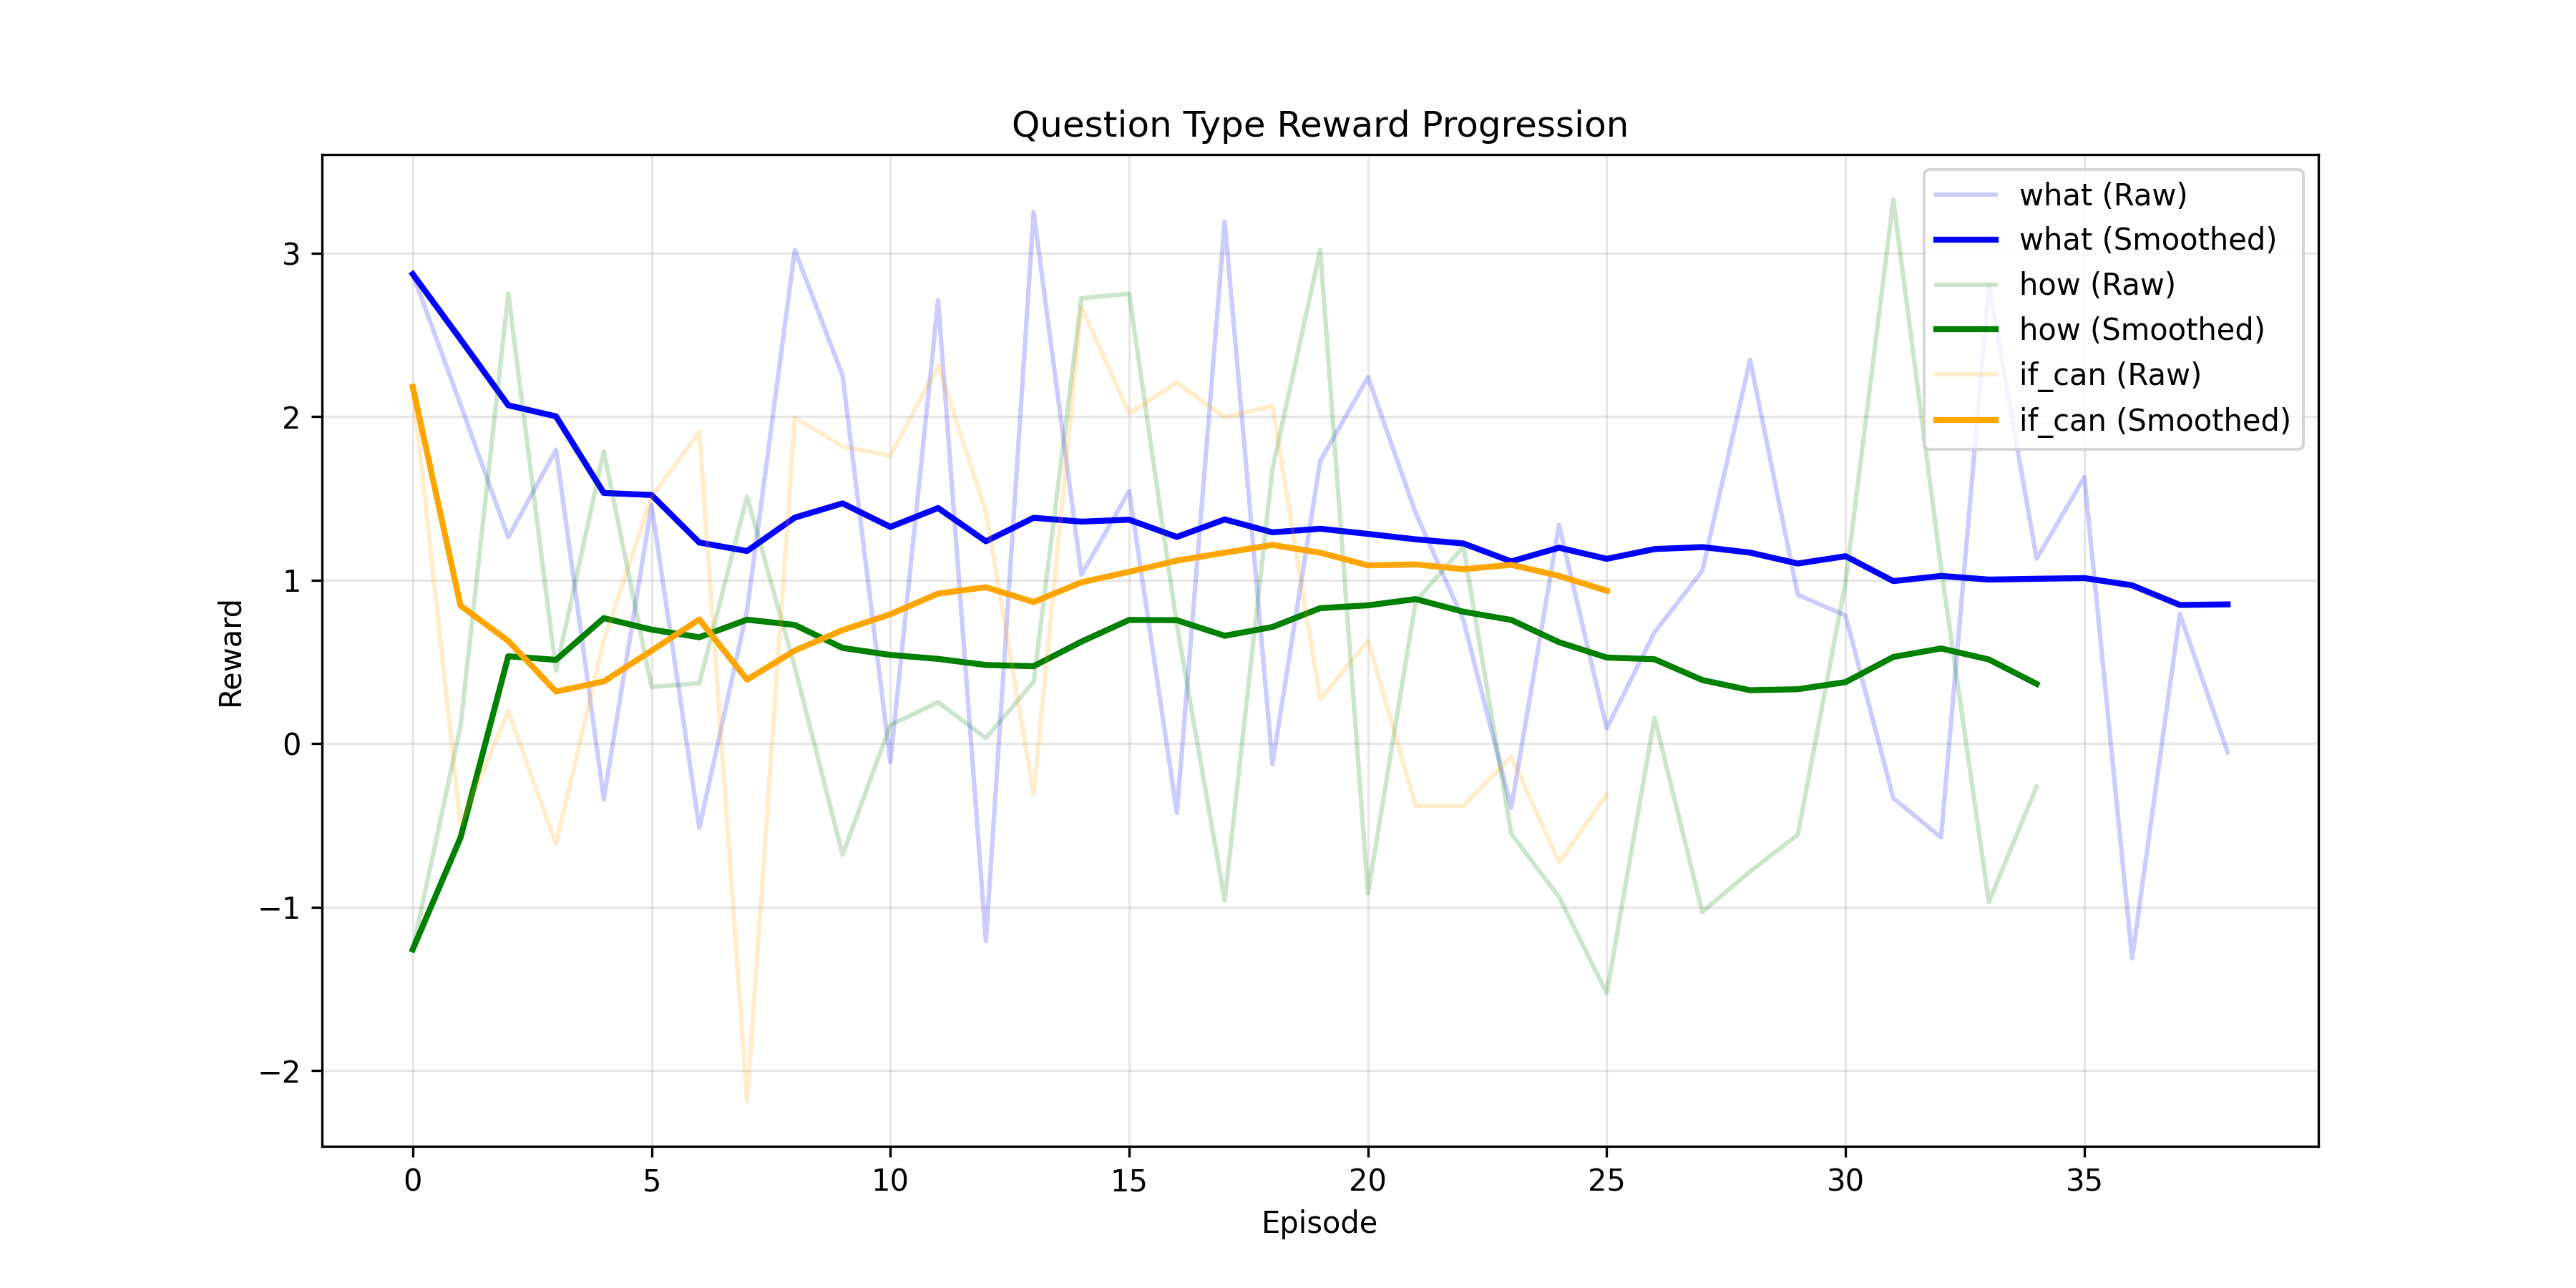 Question Type Reward Progression
what (Raw)
what (Smoothed)
how (Raw)
how (Smoothed)
if_can (Raw)
if_can (Smoothed)
Reward
3
2
1
0
−1
−2
0 5 10 15 20 25 30 35
Episode